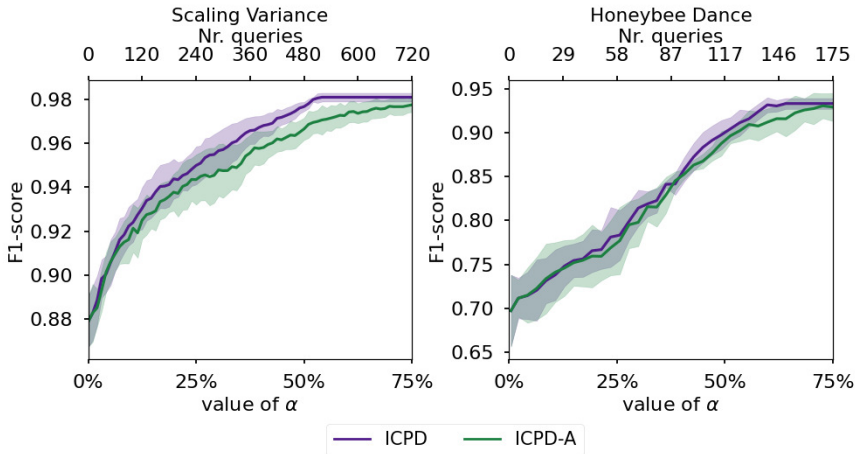 Scaling Variance
Nr. queries
0 120 240 360 480 600 720
F1-score
0.98
0.96
0.94
0.92
0.90
0.88
0% 25% 50% 75%
value of α
Honeybee Dance
Nr. queries
0 29 58 87 117 146 175
F1-score
0.95
0.90
0.85
0.80
0.75
0.70
0.65
0% 25% 50% 75%
value of α
ICPD ICPD-A